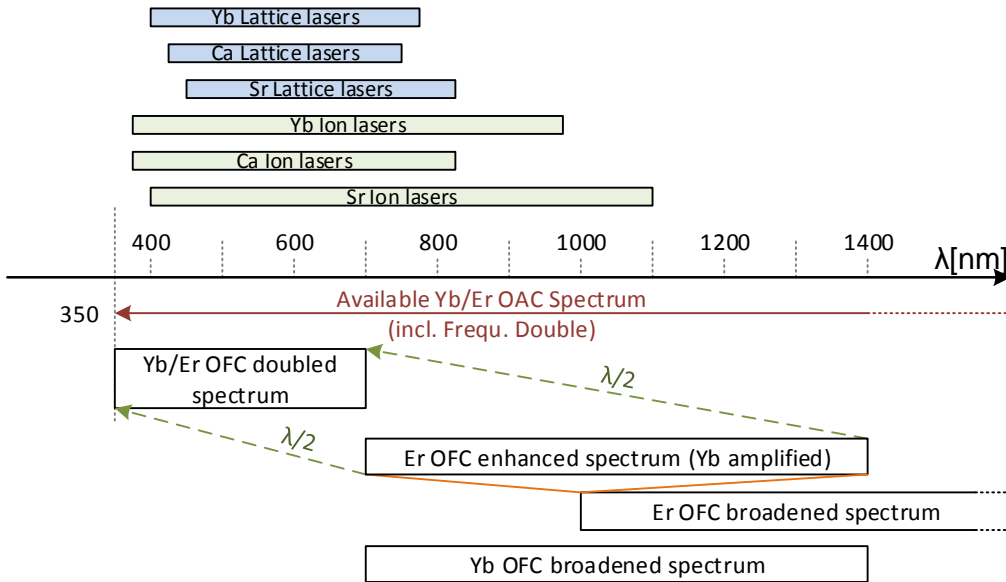 Yb Lattice lasers
Ca Lattice lasers
Sr Lattice lasers
Yb Ion lasers
Ca Ion lasers
Sr Ion lasers
400 600 800 1000 1200 1400
λ[nm]
Available Yb/Er OAC Spectrum
350
(incl. Frequ. Double)
Yb/Er OFC doubled
spectrum
λ/2
λ/2
Er OFC enhanced spectrum (Yb amplified)
Er OFC broadened spectrum
Yb OFC broadened spectrum